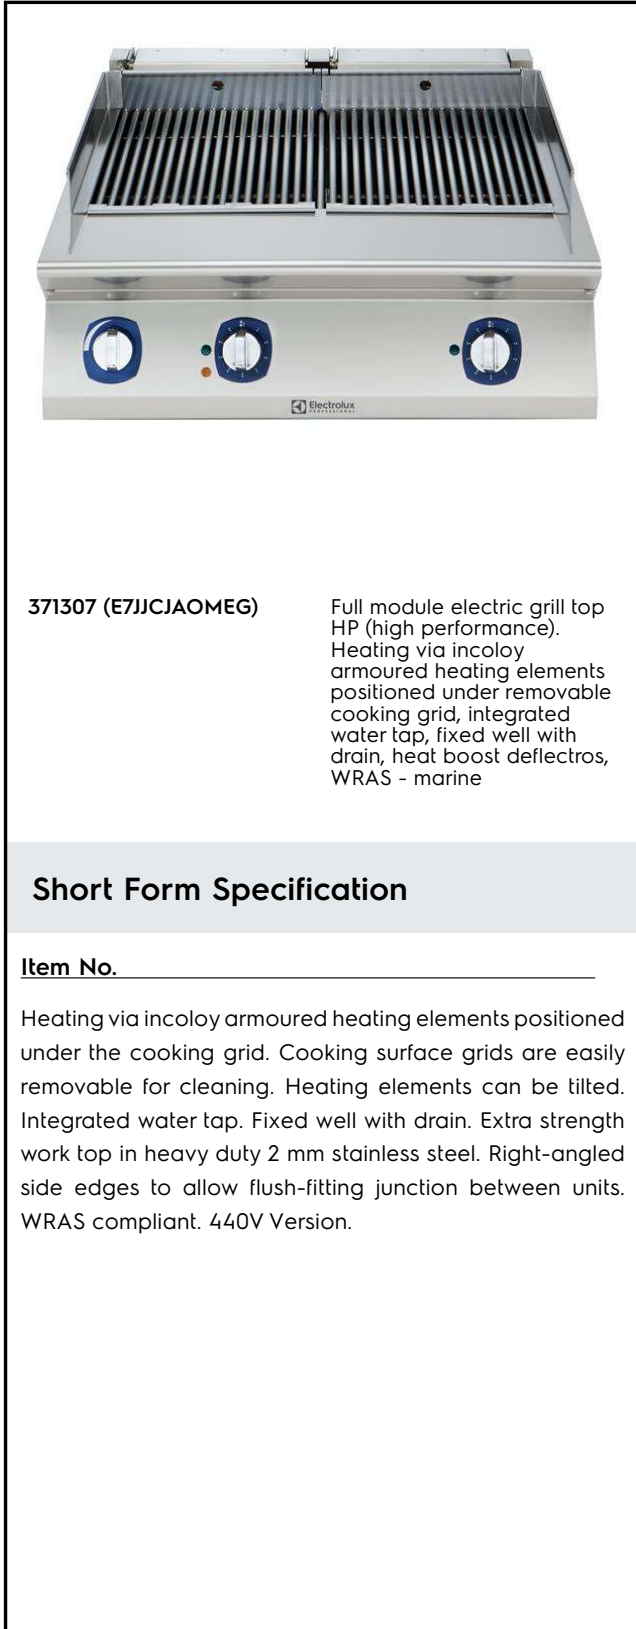 Electrolux
PROFESSIONAL
371307 (E7JJCJAOMEG)
Full module electric grill top
HP (high performance).
Heating via incoloy
armoured heating elements
positioned under removable
cooking grid, integrated
water tap, fixed well with
drain, heat boost deflectros,
WRAS - marine
Short Form Specification
Item No.
Heating via incoloy armoured heating elements positioned
under the cooking grid. Cooking surface grids are easily
removable for cleaning. Heating elements can be tilted.
Integrated water tap. Fixed well with drain. Extra strength
work top in heavy duty 2 mm stainless steel. Right-angled
side edges to allow flush-fitting junction between units.
WRAS compliant. 440V Version.